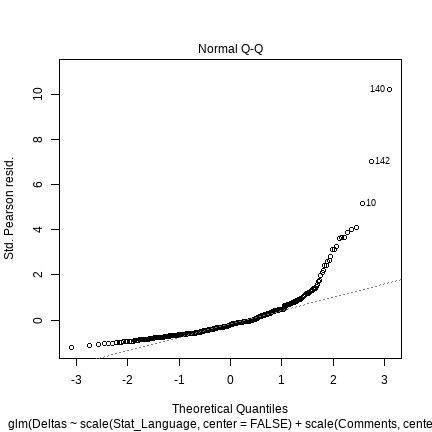 Normal Q-Q
Std. Pearson resid.
10
8
6
4
2
0
140
142
10
-3 -2 -1 0 1 2 3
Theoretical Quantiles
glm(Deltas ~ scale(Stat_Language, center = FALSE) + scale(Comments, cente